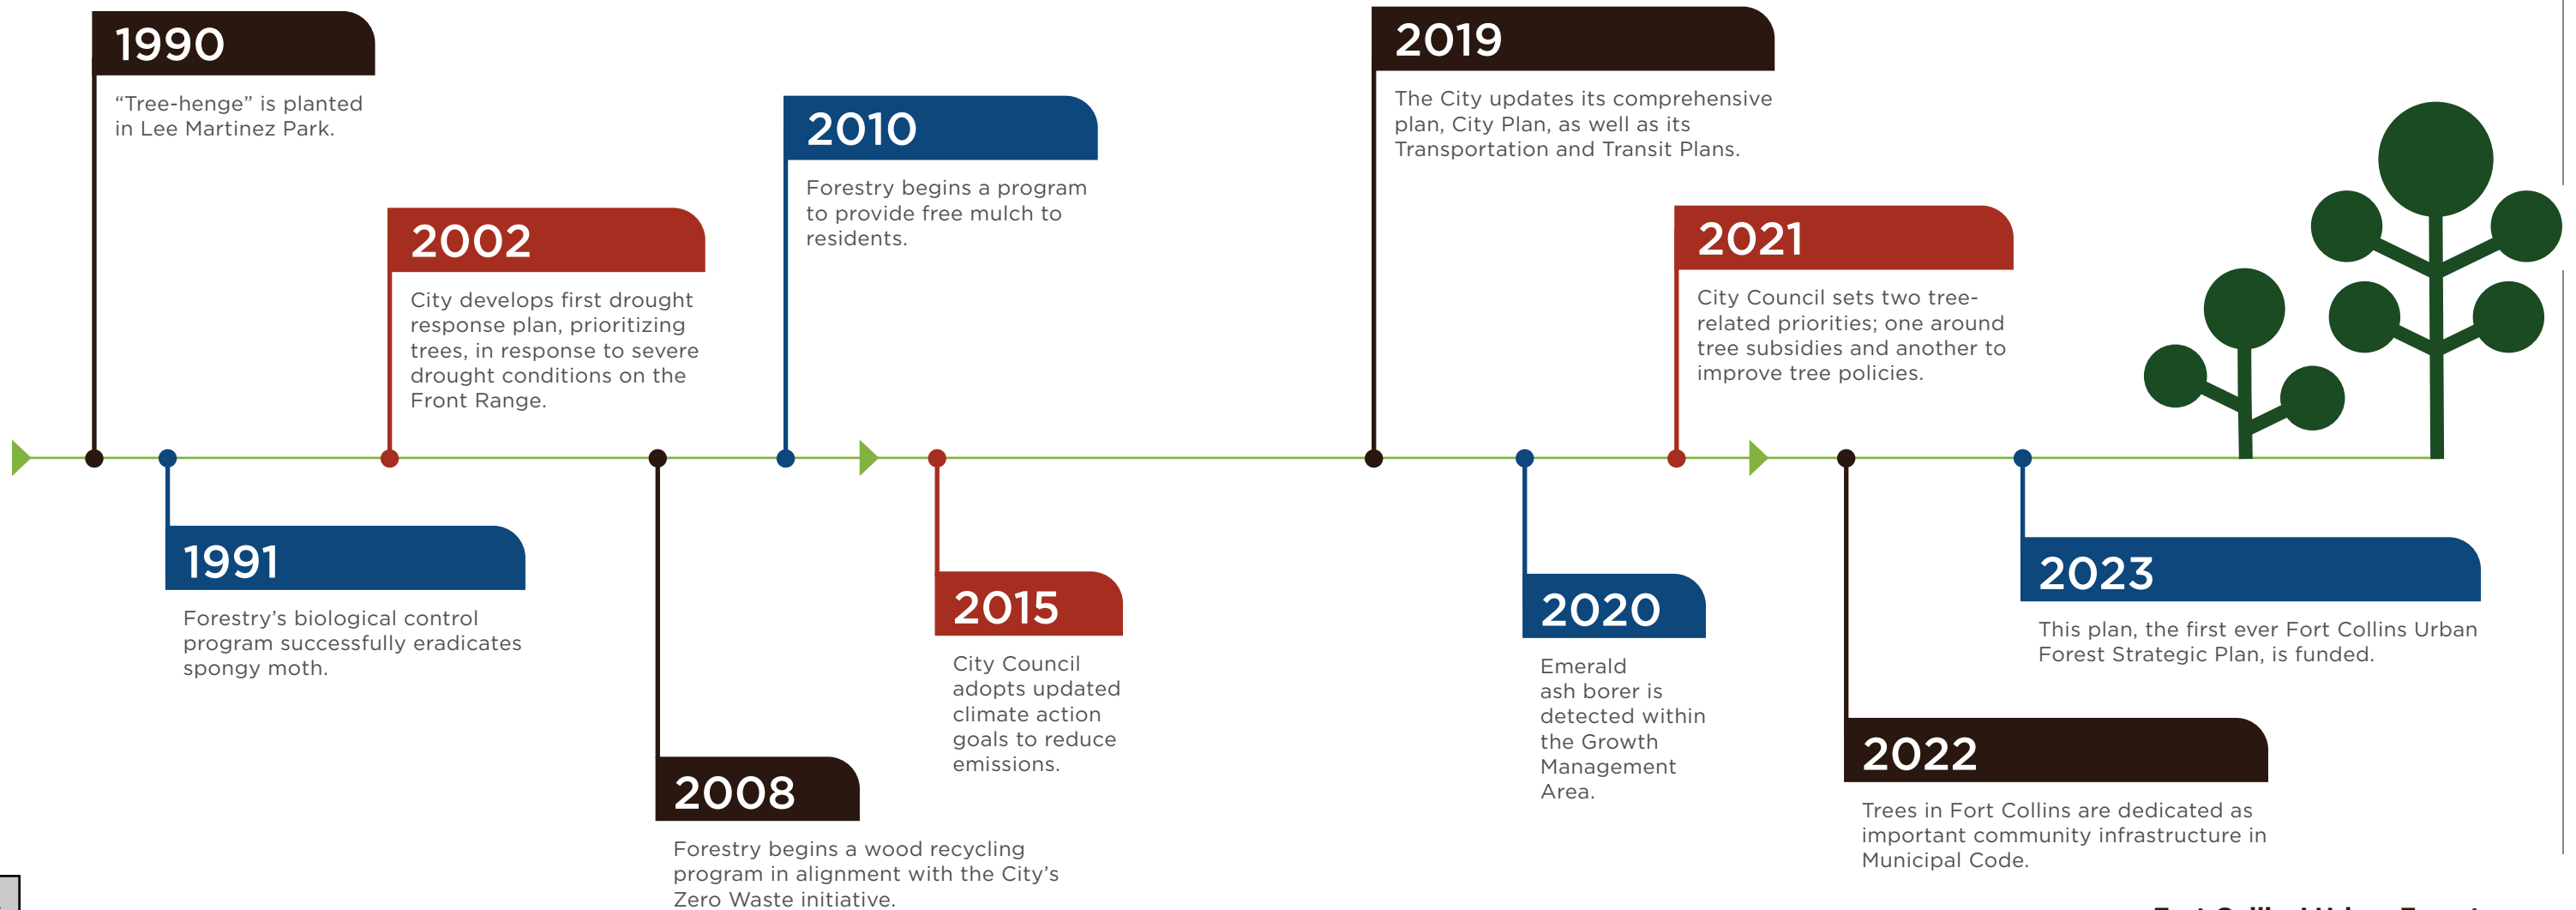 1990
“Tree-henge” is planted
in Lee Martinez Park.
1991
Forestry’s biological control
program successfully eradicates
spongy moth.
2002
City develops first drought
response plan, prioritizing
trees, in response to severe
drought conditions on the
Front Range.
2008
Forestry begins a wood recycling
program in alignment with the City’s
Zero Waste initiative.
2010
Forestry begins a program
to provide free mulch to
residents.
2015
City Council
adopts updated
climate action
goals to reduce
emissions.
2019
The City updates its comprehensive
plan, City Plan, as well as its
Transportation and Transit Plans.
2020
Emerald
ash borer is
detected within
the Growth
Management
Area.
2021
City Council sets two tree-
related priorities; one around
tree subsidies and another to
improve tree policies.
2022
Trees in Fort Collins are dedicated as
important community infrastructure in
Municipal Code.
2023
This plan, the first ever Fort Collins Urban
Forest Strategic Plan, is funded.